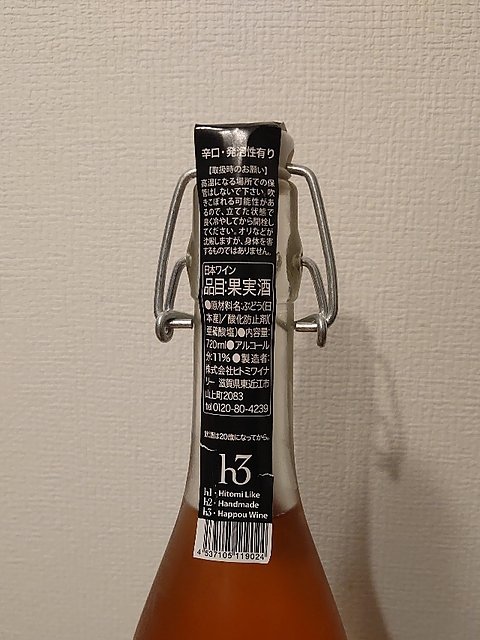 辛口・発泡性有り
【取扱時のお願い】
高温になる場所での保
管はしないで下さい。吹
きこぼれる可能性があ
るので、立てた状態で
良く冷やしてから開栓し
てください。オリなどが
沈殿しますが、身体を害
するものではありません。
日本ワイン
品目:果実酒
●原材料名:ぶどう(日
本産)/酸化防止剤(
亜硫酸塩)●内容量:
720ml●アルコール
分:11%●製造者:
株式会社ヒトミワイナ
リー 滋賀県東近江市
山上町2083
tel 0120-80-4239
飲酒は20歳になってから。
h3
h1・Hitomi Like
h2・Handmade
h3・Happou Wine
4537105119024